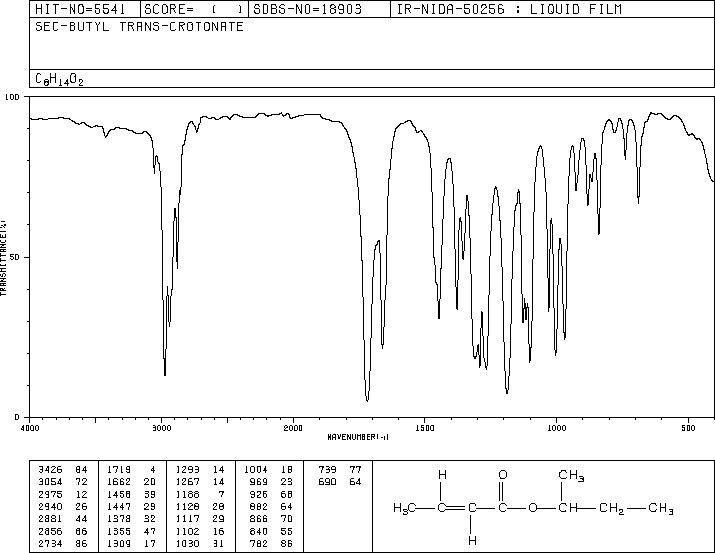 HIT-NO=5541 SCORE= ( ) SDBS-NO=18903 IR-NIDA-50256 : LIQUID FILM
SEC-BUTYL TRANS-CROTONATE
C8H14O2
100
50
0
TRANSMITTANCE(%)
4000 3000 2000 1500 1000 500
WAVENUMBER(-1)
3426 84 1719 4 1293 14 1004 18 739 77
3054 72 1662 20 1267 14 969 23 690 64
2975 12 1458 39 1188 7 926 68
2940 26 1447 29 1128 28 882 64
2881 44 1378 32 1117 29 866 70
2856 66 1355 47 1102 16 840 55
2734 86 1309 17 1030 31 782 86
H O CH3
H3C C C C O CH C H2 CH3
H